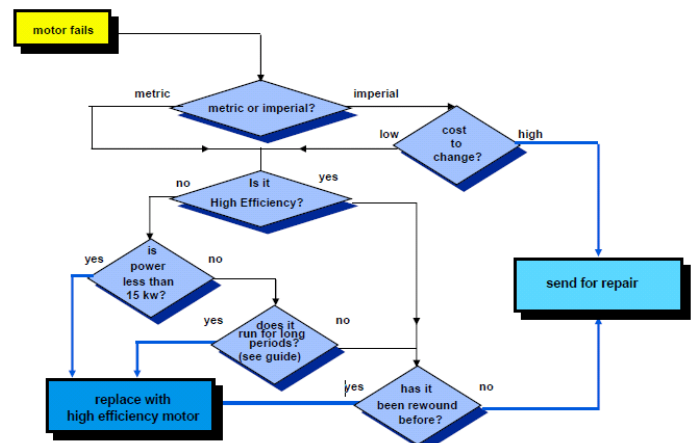 motor fails
metric
metric or imperial?
imperial
cost
to
change?
low
high
Is it
High Efficiency?
no
yes
is
power
less than
15 kw?
yes
no
send for repair
does it
run for long
periods?
(see guide)
yes
no
replace with
high efficiency motor
has it
been rewound
before?
yes
no